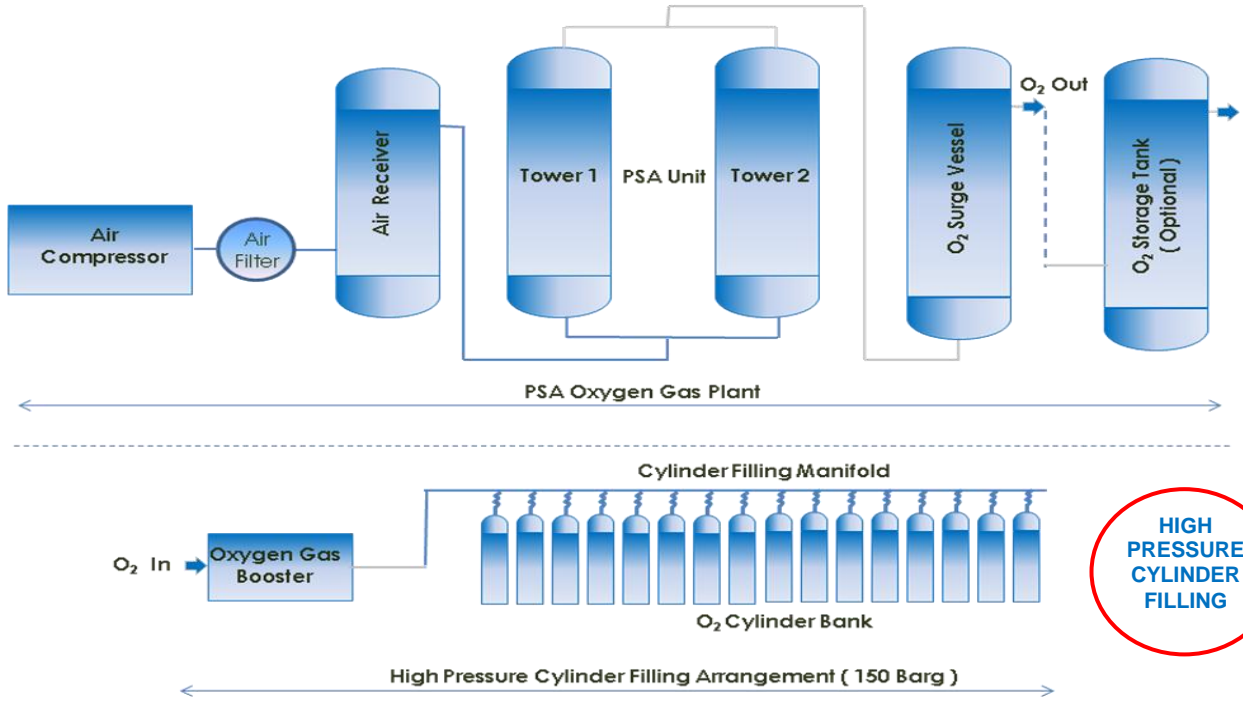 Air
Compressor
Air
Filter
Air Receiver
Tower 1
PSA Unit
Tower 2
O₂ Surge Vessel
O₂ Out
O₂ Storage Tank
( Optional )
PSA Oxygen Gas Plant
Cylinder Filling Manifold
O₂ In
Oxygen Gas
Booster
O₂ Cylinder Bank
HIGH
PRESSURE
CYLINDER
FILLING
High Pressure Cylinder Filling Arrangement ( 150 Barg )